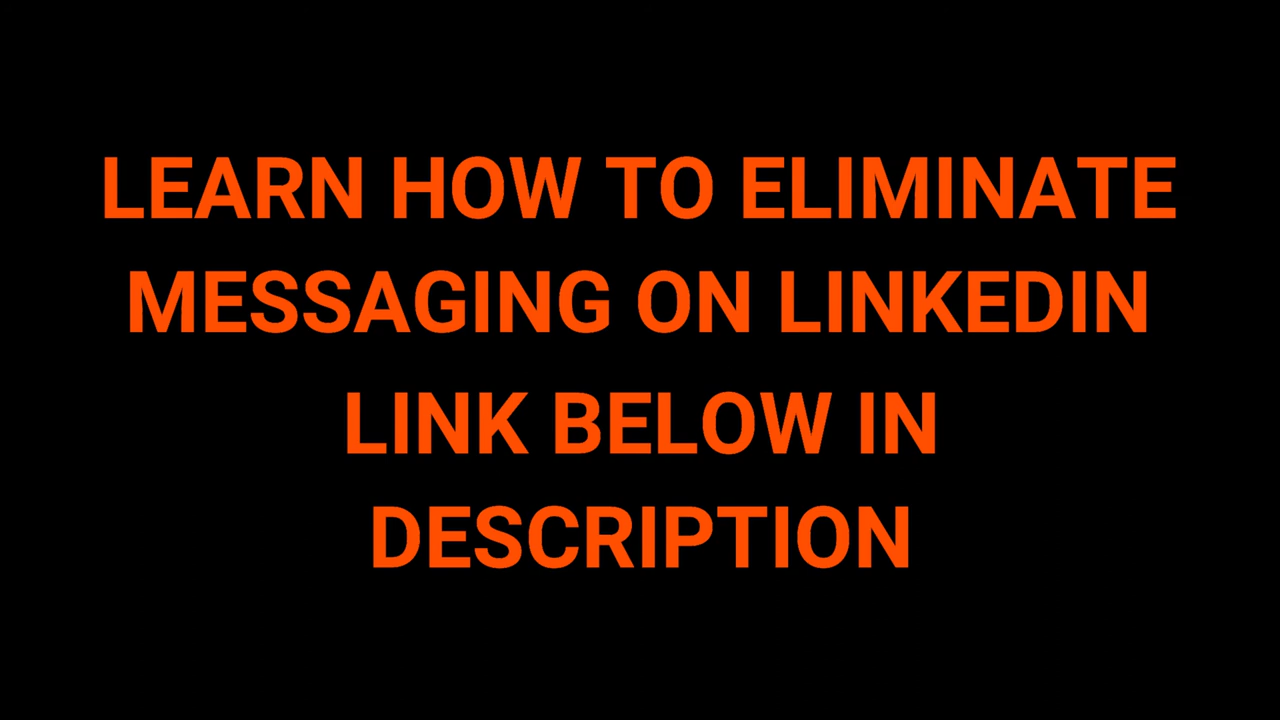 LEARN HOW TO ELIMINATE
MESSAGING ON LINKEDIN
LINK BELOW IN
DESCRIPTION